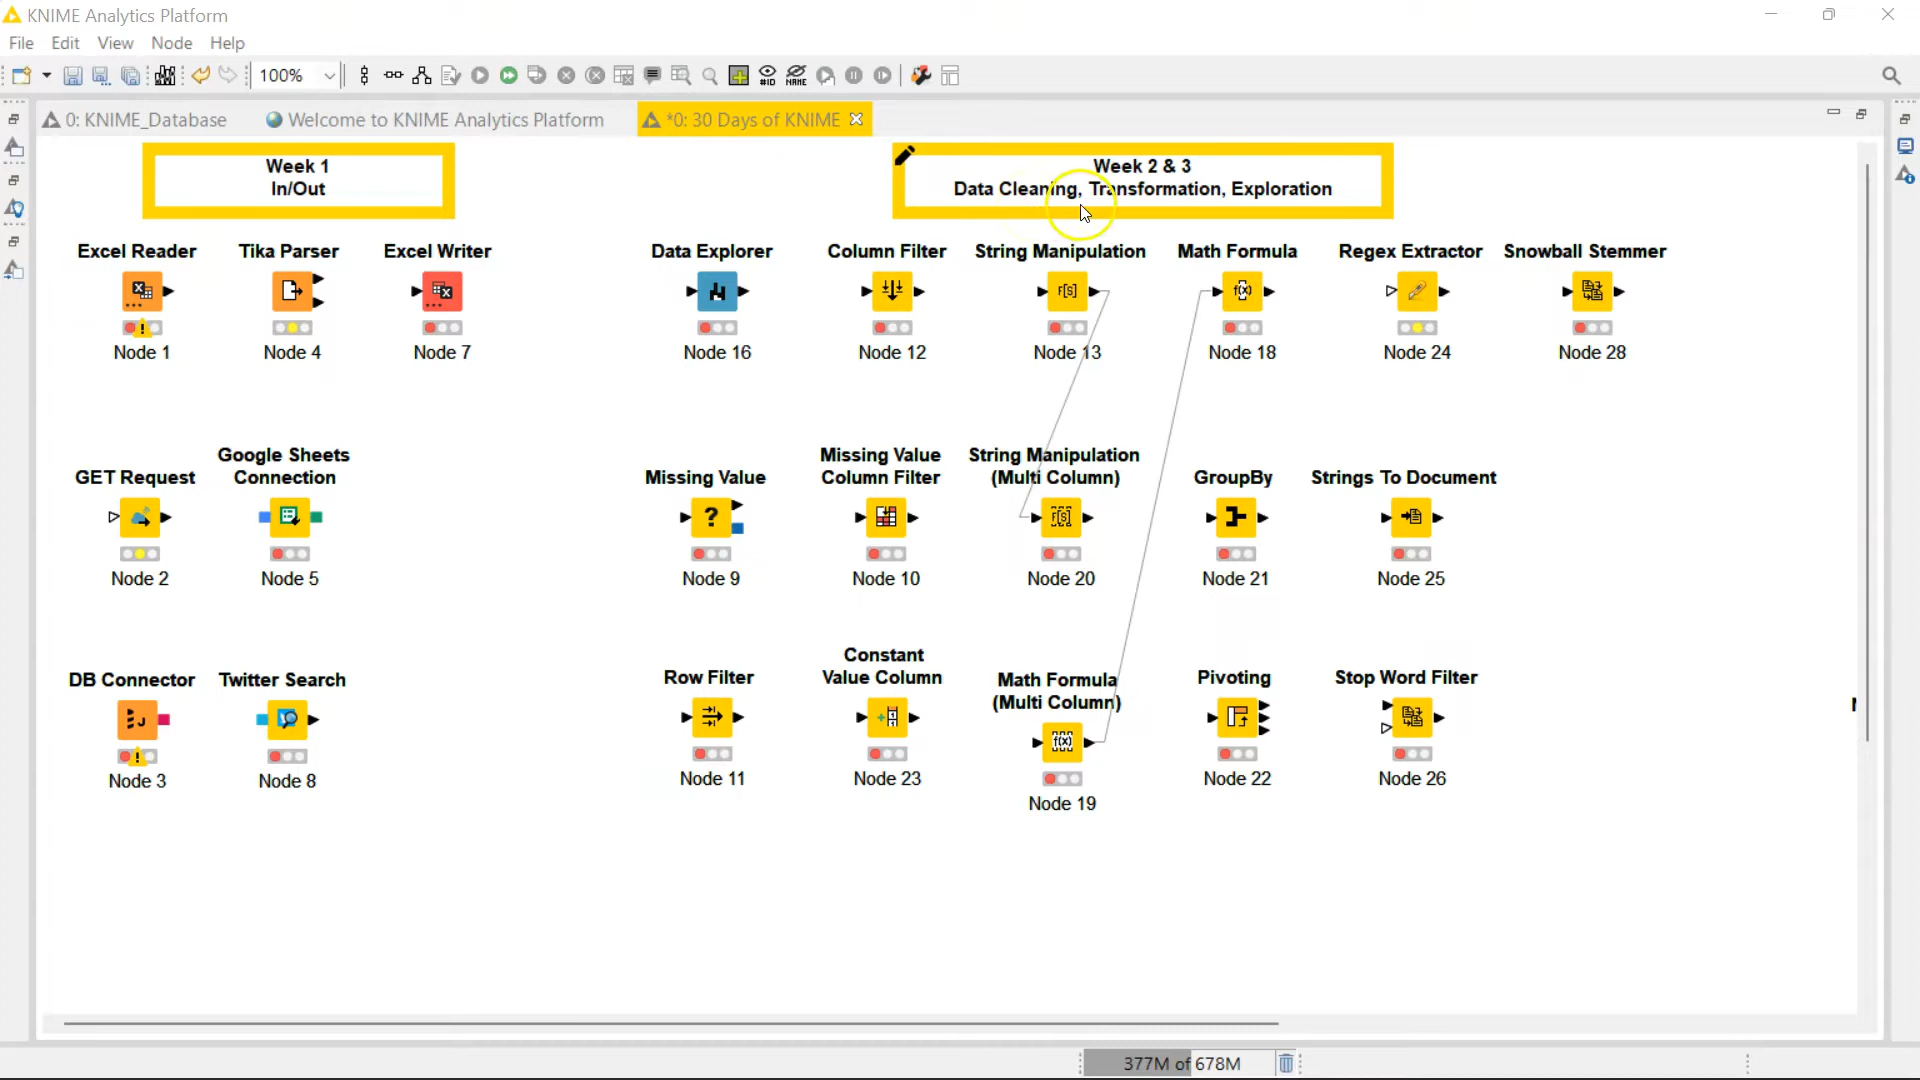 KNIME Analytics Platform
File Edit View Node Help
100%
#ID NAME
0: KNIME_Database
Welcome to KNIME Analytics Platform
*0: 30 Days of KNIME
Week 1
In/Out
Week 2 & 3
Data Cleaning, Transformation, Exploration
Excel Reader
Tika Parser
Excel Writer
Data Explorer
Column Filter
String Manipulation
Math Formula
Regex Extractor
Snowball Stemmer
F[S]
f(x)
Node 1
Node 4
Node 7
Node 16
Node 12
Node 13
Node 18
Node 24
Node 28
GET Request
Google Sheets
Connection
Missing Value
Missing Value
Column Filter
String Manipulation
(Multi Column)
GroupBy
Strings To Document
?
F[S]
Node 2
Node 5
Node 9
Node 10
Node 20
Node 21
Node 25
DB Connector
Twitter Search
Row Filter
Constant
Value Column
Math Formula
(Multi Column)
Pivoting
Stop Word Filter
f(x)
Node 3
Node 8
Node 11
Node 23
Node 19
Node 22
Node 26
377M of 678M